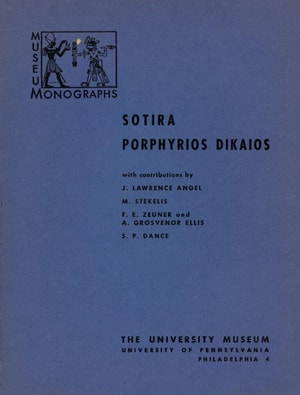 MUSEUM
MONOGRAPHS
SOTIRA
PORPHYRIOS DIKAIOS
with contributions by
J. LAWRENCE ANGEL
M. STEKELIS
F. E. ZEUNER and
A. GROSVENOR ELLIS
S. P. DANCE
THE UNIVERSITY MUSEUM
UNIVERSITY OF PENNSYLVANIA
PHILADELPHIA 4